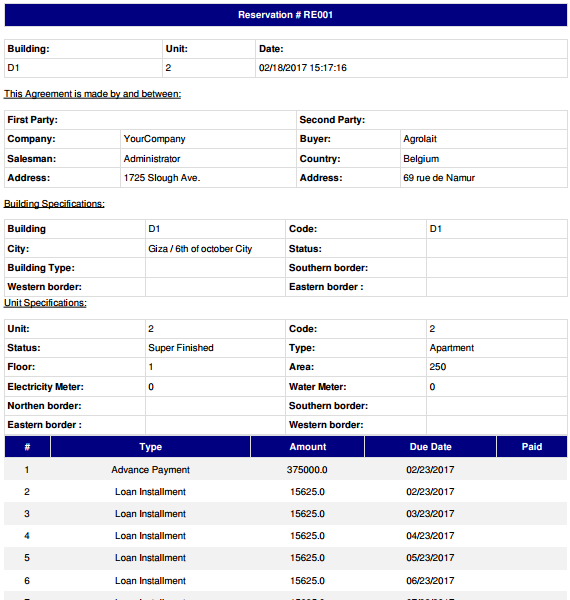 Reservation # RE001
Building: Unit: Date:
D1 2 02/18/2017 15:17:16
This Agreement is made by and between:
First Party: Second Party:
Company: YourCompany Buyer: Agrolait
Salesman: Administrator Country: Belgium
Address: 1725 Slough Ave. Address: 69 rue de Namur
Building Specifications:
Building D1 Code: D1
City: Giza / 6th of october City Status:
Building Type: Southern border:
Western border: Eastern border :
Unit Specifications:
Unit: 2 Code: 2
Status: Super Finished Type: Apartment
Floor: 1 Area: 250
Electricity Meter: 0 Water Meter: 0
Northen border: Southern border:
Eastern border : Western border:
# Type Amount Due Date Paid
1 Advance Payment 375000.0 02/23/2017
2 Loan Installment 15625.0 02/23/2017
3 Loan Installment 15625.0 03/23/2017
4 Loan Installment 15625.0 04/23/2017
5 Loan Installment 15625.0 05/23/2017
6 Loan Installment 15625.0 06/23/2017